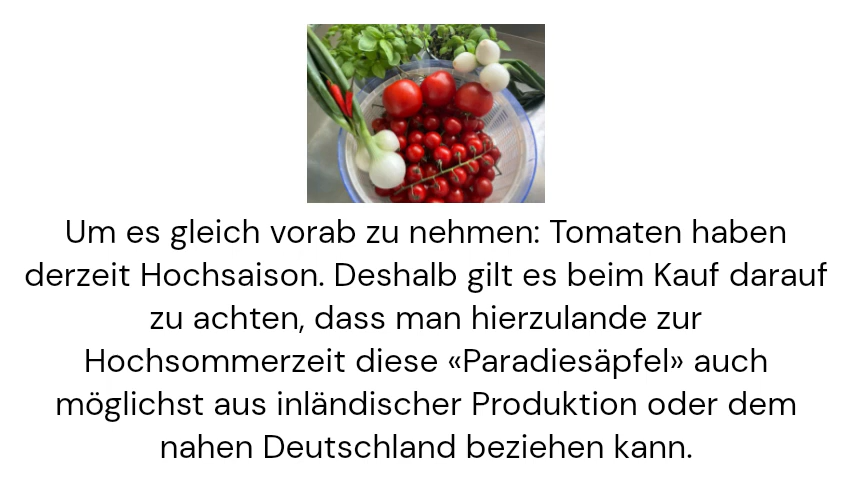 Um es gleich vorab zu nehmen: Tomaten haben
derzeit Hochsaison. Deshalb gilt es beim Kauf darauf
zu achten, dass man hierzulande zur
Hochsommerzeit diese «Paradiesäpfel» auch
möglichst aus inländischer Produktion oder dem
nahen Deutschland beziehen kann.